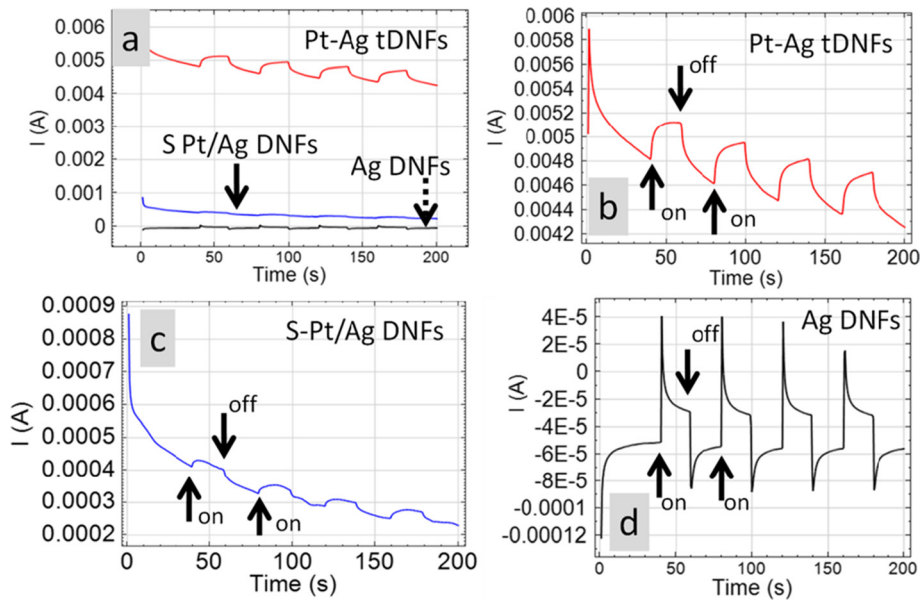 a
Pt-Ag tDNFs
S Pt/Ag DNFs
Ag DNFs
I (A)
0.006
0.005
0.004
0.003
0.002
0.001
0
0 50 100 150 200
Time (s)
b
Pt-Ag tDNFs
off
on
on
I (A)
0.0058
0.0056
0.0054
0.0052
0.005
0.0048
0.0046
0.0044
0.0042
0 50 100 150 200
Time (s)
c
S-Pt/Ag DNFs
off
on
on
I (A)
0.0009
0.0008
0.0007
0.0006
0.0005
0.0004
0.0003
0.0002
0 50 100 150 200
Time (s)
d
Ag DNFs
off
on
on
I (A)
4E-5
2E-5
0
-2E-5
-4E-5
-6E-5
-8E-5
-0.0001
-0.00012
0 50 100 150 200
Time (s)